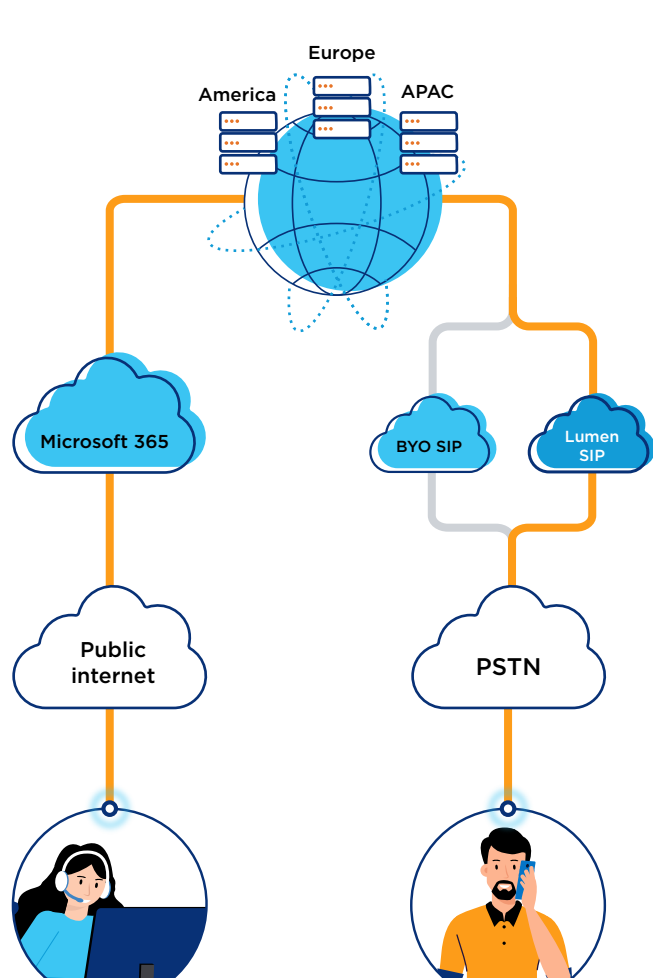 Europe
America
APAC
Microsoft 365
BYO SIP
Lumen
SIP
Public
internet
PSTN